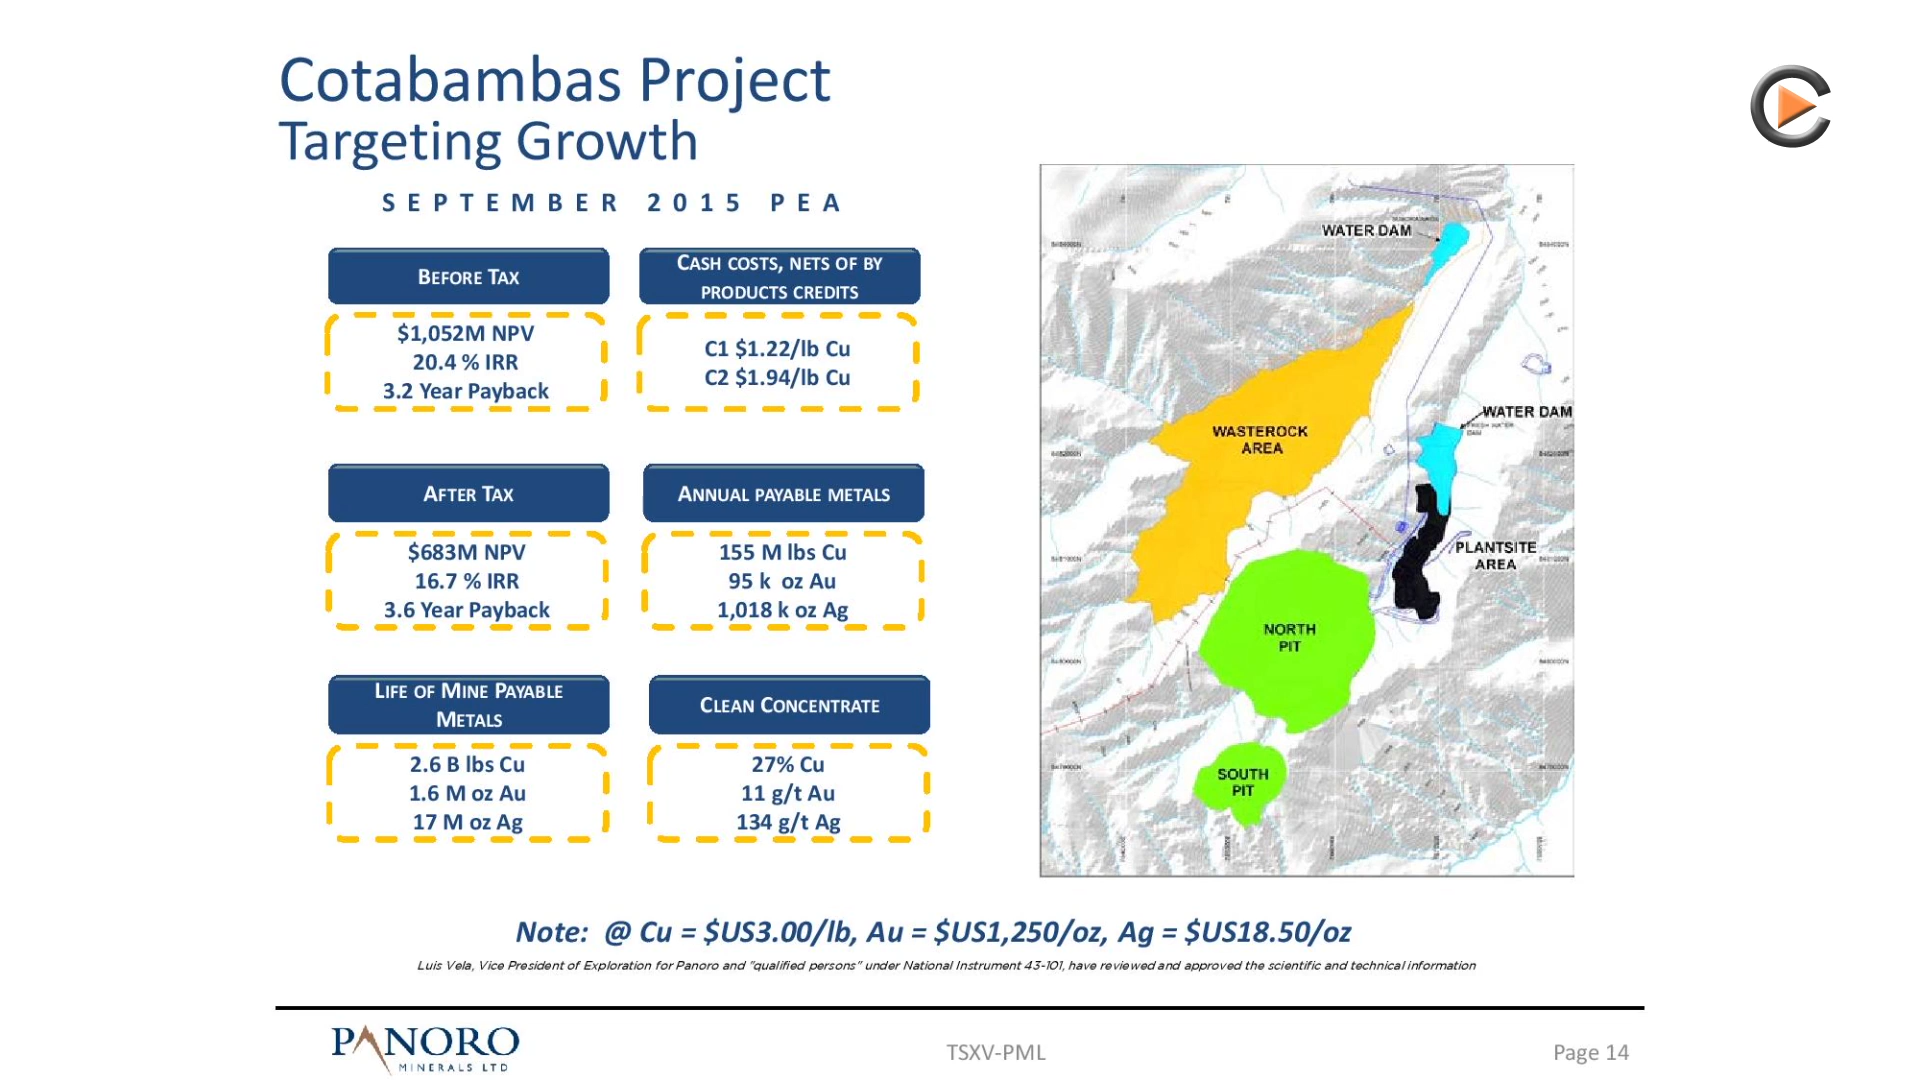 Cotabambas Project
Targeting Growth
SEPTEMBER 2015 PEA
BEFORE TAX
$1,052M NPV
20.4 % IRR
3.2 Year Payback
CASH COSTS, NETS OF BY
PRODUCTS CREDITS
C1 $1.22/lb Cu
C2 $1.94/lb Cu
AFTER TAX
$683M NPV
16.7 % IRR
3.6 Year Payback
ANNUAL PAYABLE METALS
155 M lbs Cu
95 k oz Au
1,018 k oz Ag
LIFE OF MINE PAYABLE
METALS
2.6 B lbs Cu
1.6 M oz Au
17 M oz Ag
CLEAN CONCENTRATE
27% Cu
11 g/t Au
134 g/t Ag
WATER DAM
WATER DAM
WASTEROCK
AREA
PLANTSITE
AREA
NORTH
PIT
SOUTH
PIT
Note: @ Cu = $US3.00/lb, Au = $US1,250/oz, Ag = $US18.50/oz
Luis Vela, Vice President of Exploration for Panoro and "qualified persons" under National Instrument 43-101, have reviewed and approved the scientific and technical information
PANORO
MINERALS LTD
TSXV-PML
Page 14